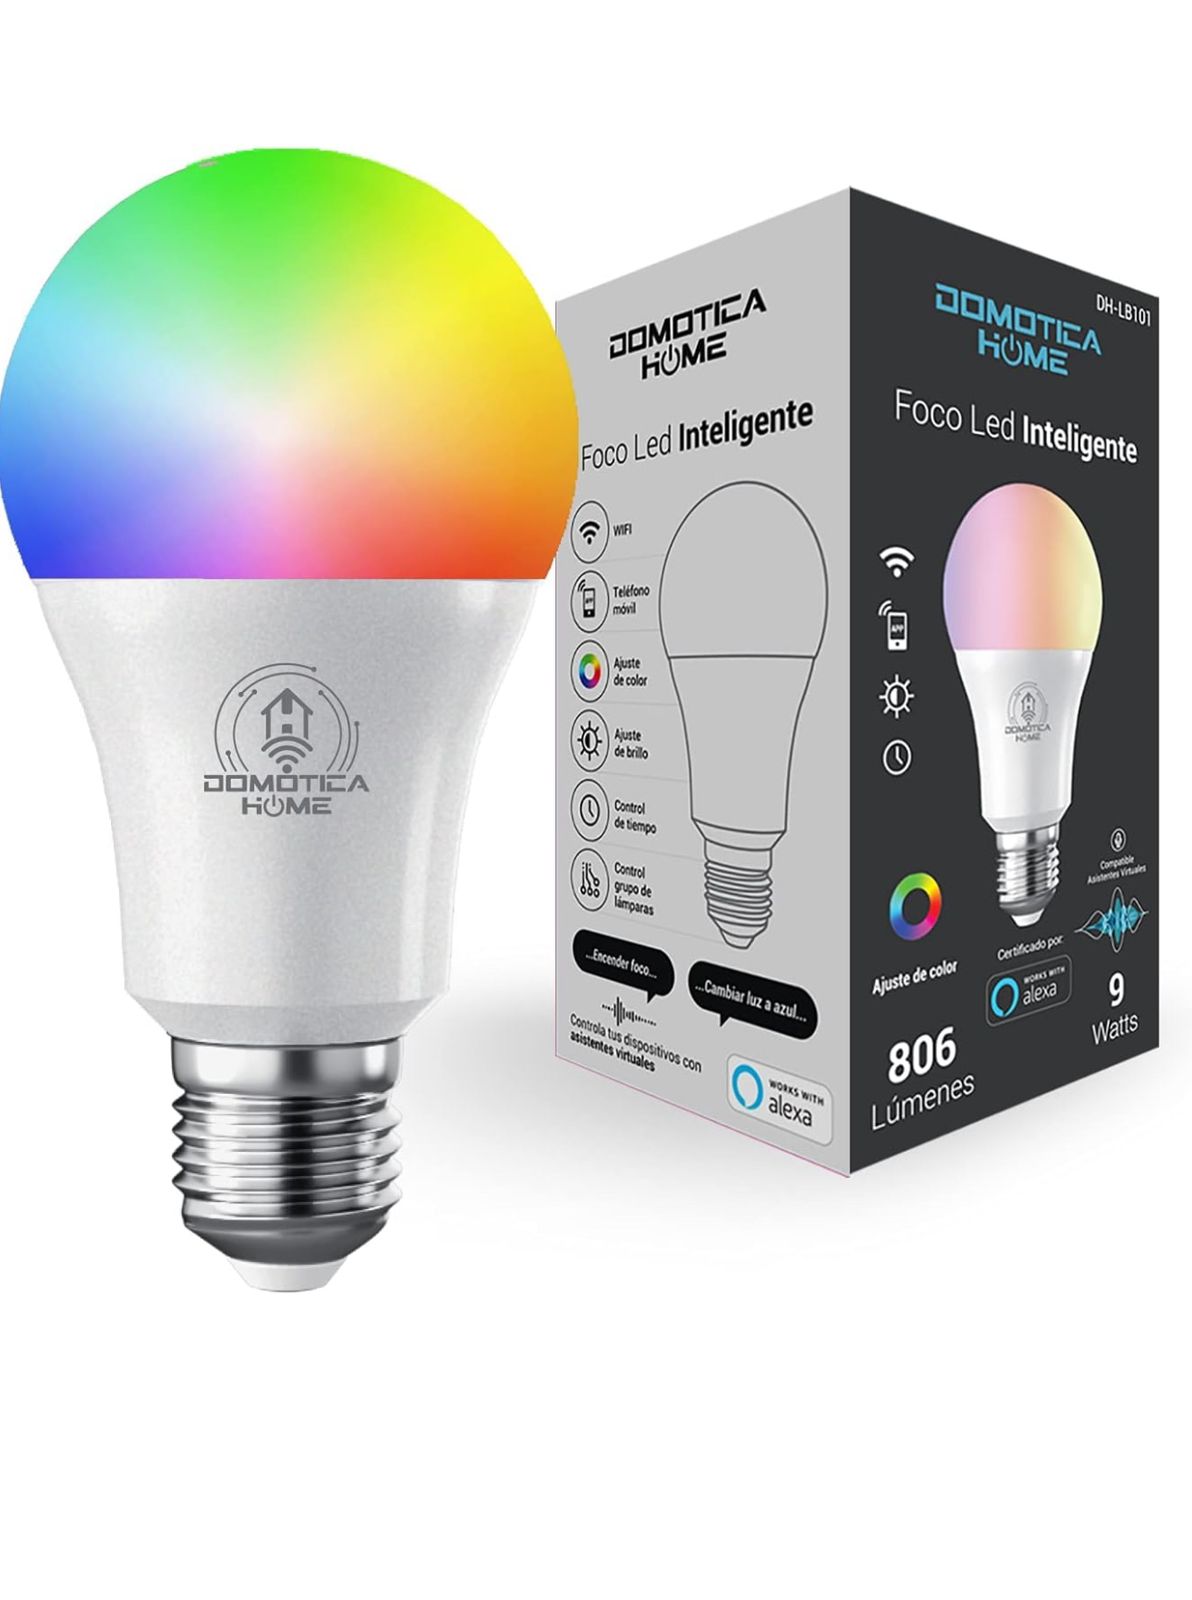 DOMOTICA
HOME
DOMOTICA
HOME
Foco Led Inteligente
WIFI
Teléfono
móvil
APP
Ajuste
de color
Ajuste
de brillo
Control
de tiempo
Control
grupo de
lámparas
...Encender foco...
...Cambiar luz a azul...
Controla tus dispositivos con
asistentes virtuales
WORKS WITH
alexa
DH-LB101
DOMOTICA
HOME
Foco Led Inteligente
APP
DOMOTICA
HOME
Compatible
Asistentes Virtuales
Ajuste de color
Certificado por:
WORKS WITH
alexa
9
Watts
806
Lúmenes